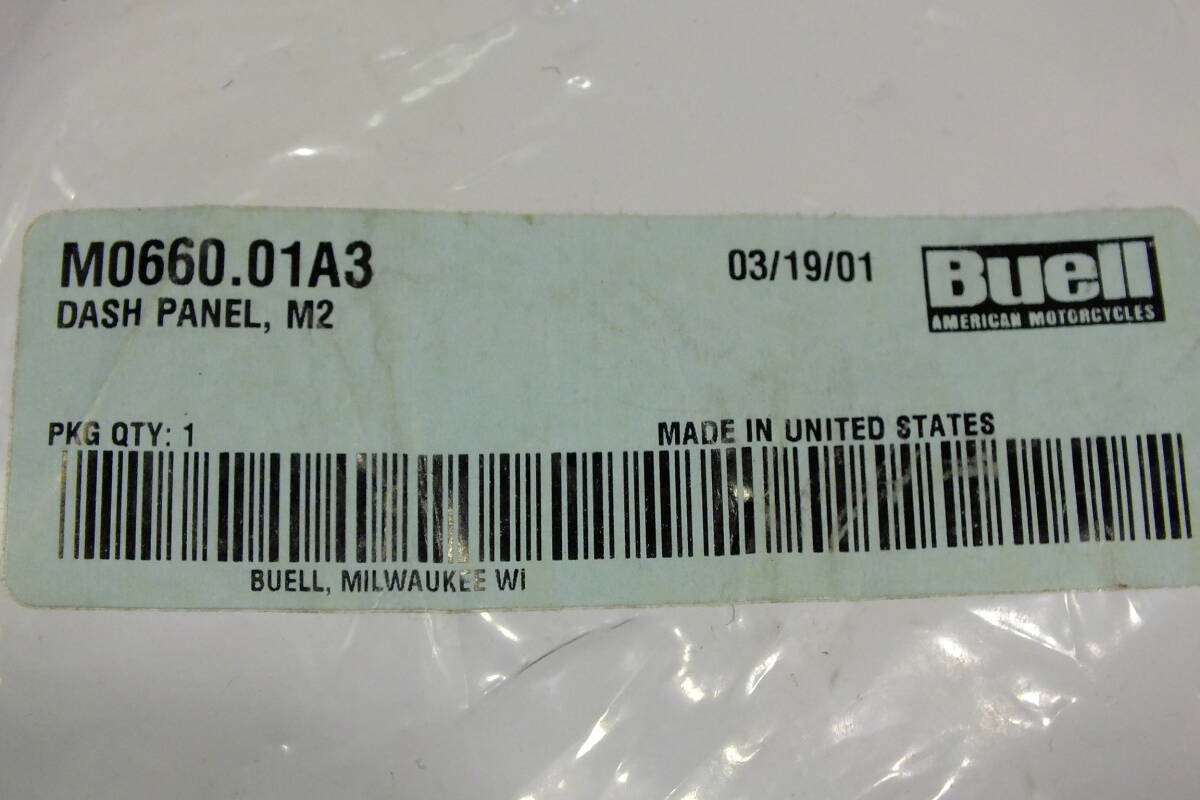 M0660.01A3
DASH PANEL, M2
03/19/01
Buell
AMERICAN MOTORCYCLES
PKG QTY: 1
MADE IN UNITED STATES
BUELL, MILWAUKEE WI